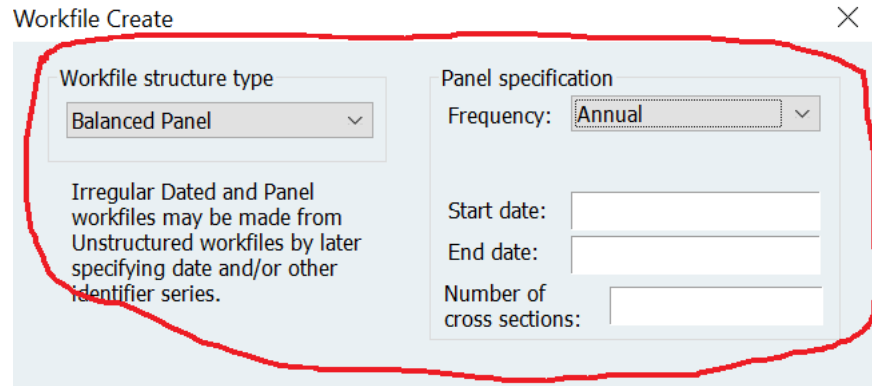 Workfile Create
Workfile structure type
Balanced Panel
Irregular Dated and Panel
workfiles may be made from
Unstructured workfiles by later
specifying date and/or other
identifier series.
Panel specification
Frequency: Annual
Start date:
End date:
Number of
cross sections: